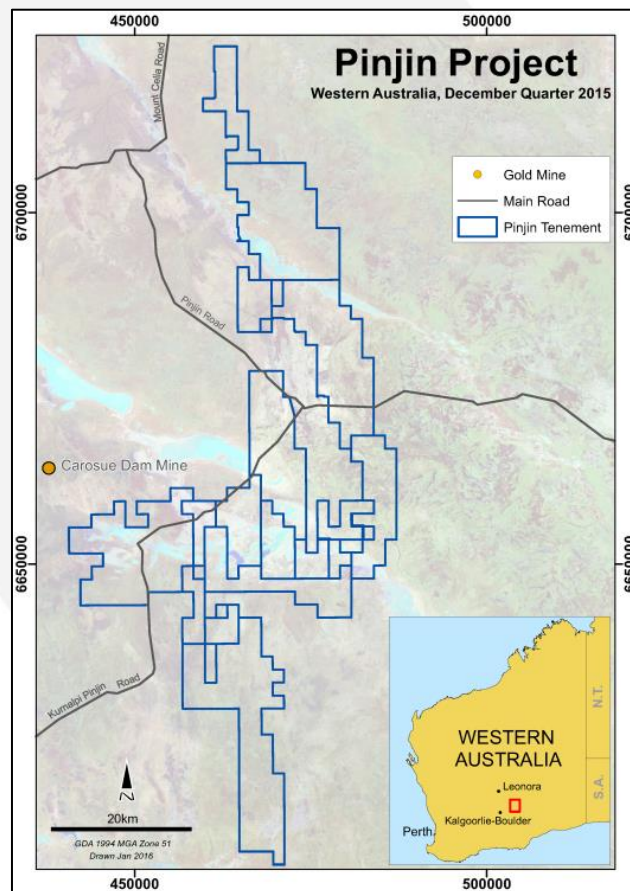 450000
500000
Pinjin Project
Western Australia, December Quarter 2015
Gold Mine
Main Road
Pinjin Tenement
Mount Celia Road
6700000
6700000
Pinjin Road
Carosue Dam Mine
6650000
6650000
Kurnalpi Pinjin Road
20km
GDA 1994 MGA Zone 51
Drawn Jan 2016
WESTERN
AUSTRALIA
N.T.
S.A.
Leonora
Kalgoorlie-Boulder
Perth
450000
500000